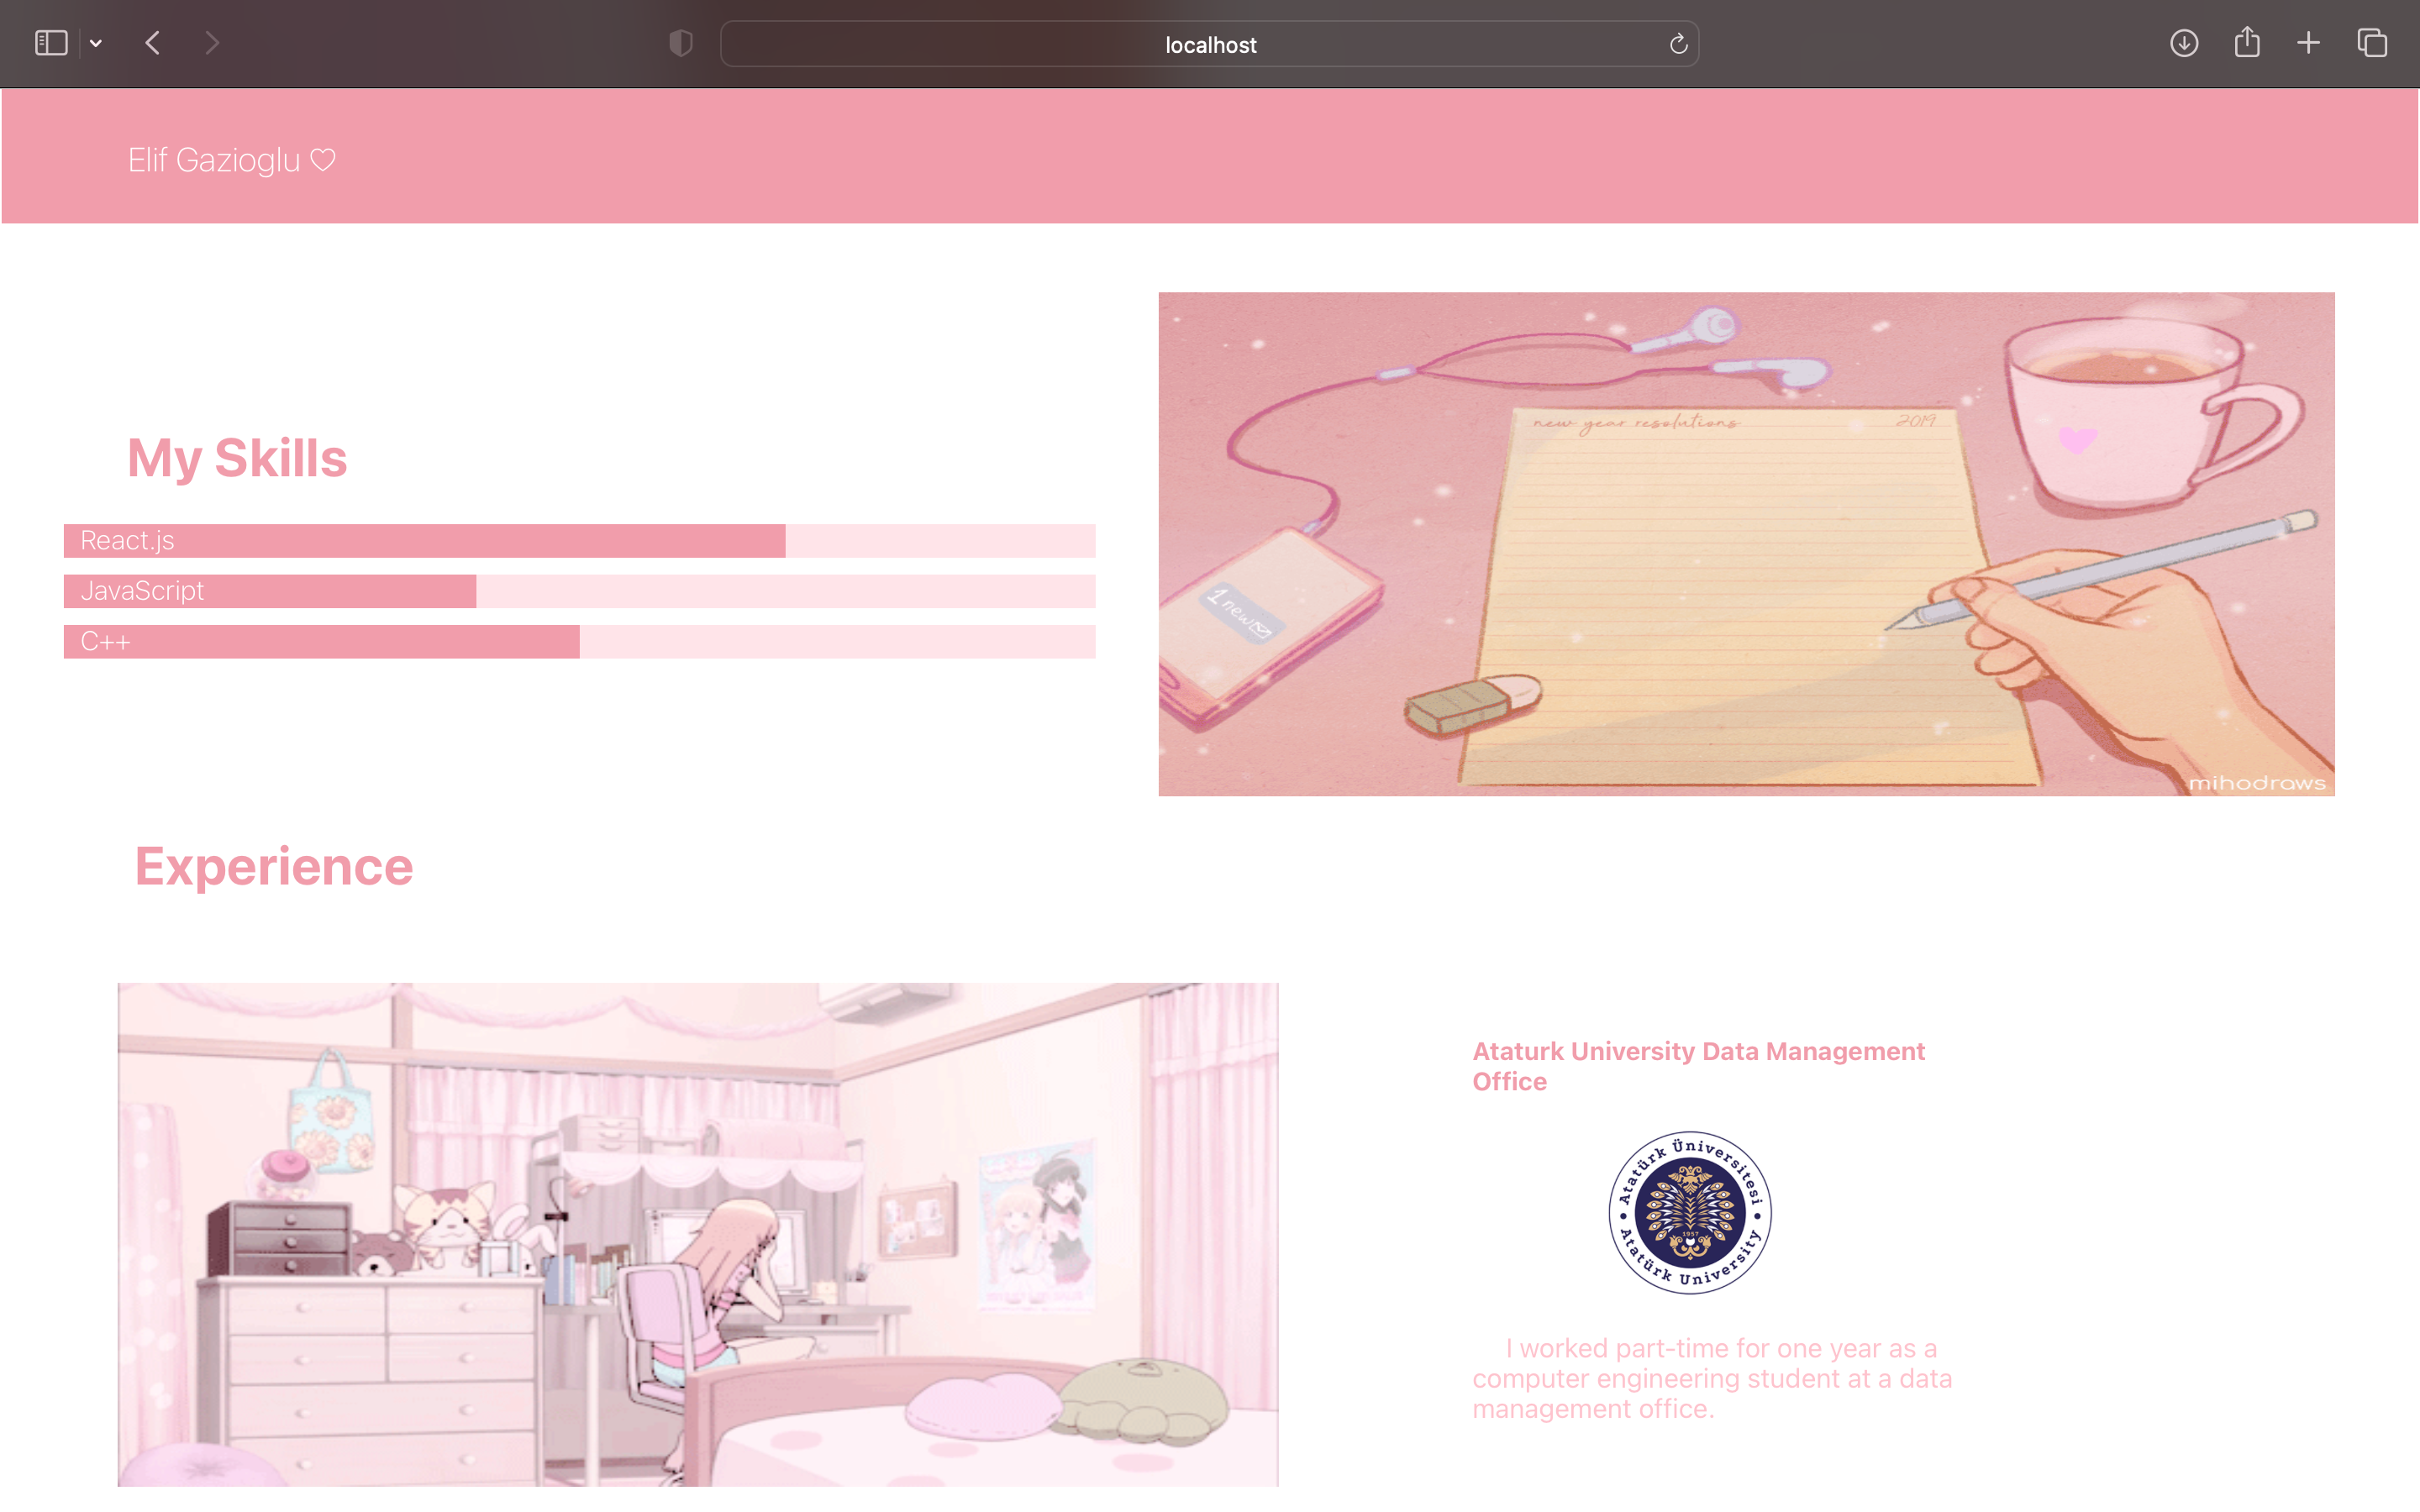 localhost
Elif Gazioglu ♡
My Skills
React.js
JavaScript
C++
new year resolutions 2019
1 new
mihodraws
Experience
Ataturk University Data Management
Office
Atatürk Üniversitesi
1957
Atatürk University
I worked part-time for one year as a
computer engineering student at a data
management office.